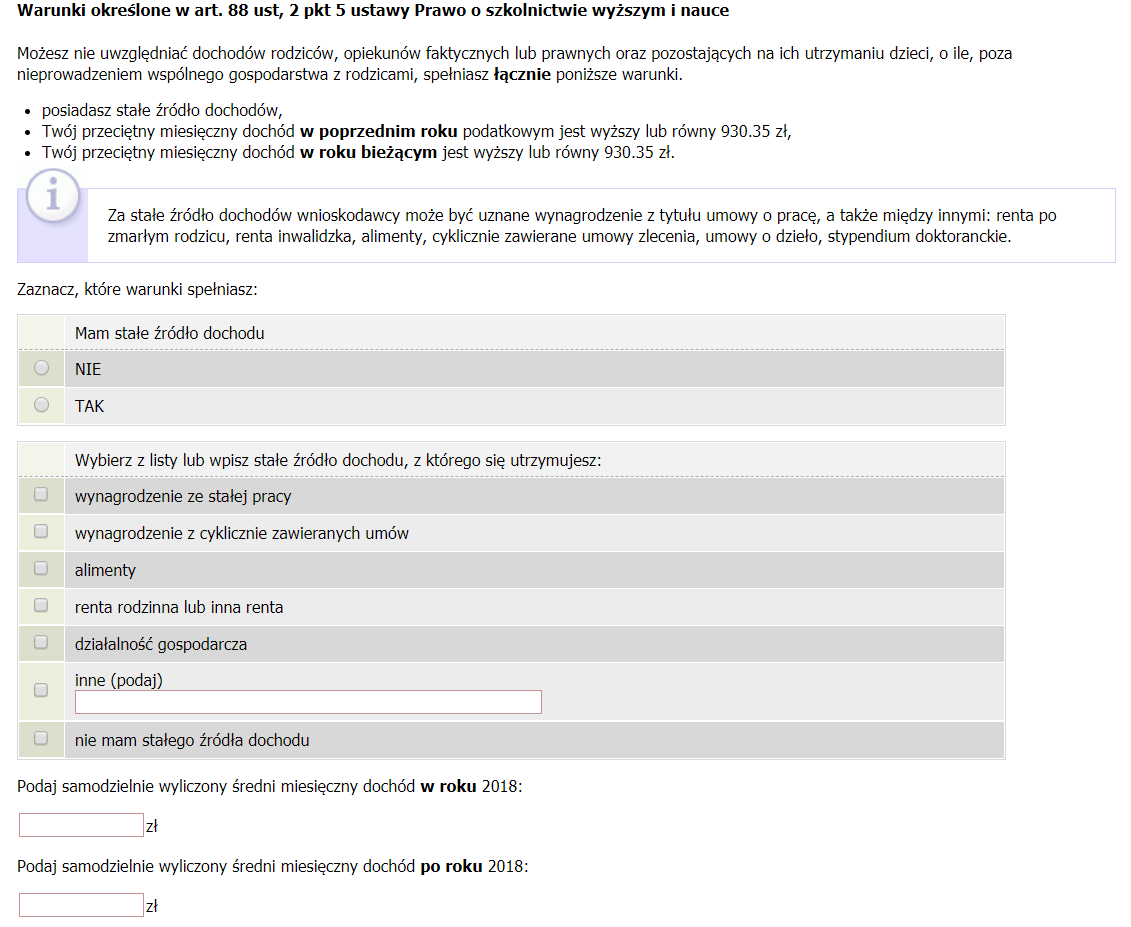 Warunki określone w art. 88 ust, 2 pkt 5 ustawy Prawo o szkolnictwie wyższym i nauce
Możesz nie uwzględniać dochodów rodziców, opiekunów faktycznych lub prawnych oraz pozostających na ich utrzymaniu dzieci, o ile, poza
nieprowadzeniem wspólnego gospodarstwa z rodzicami, spełniasz łącznie poniższe warunki.
• posiadasz stałe źródło dochodów,
• Twój przeciętny miesięczny dochód w poprzednim roku podatkowym jest wyższy lub równy 930.35 zł,
• Twój przeciętny miesięczny dochód w roku bieżącym jest wyższy lub równy 930.35 zł.
i
Za stałe źródło dochodów wnioskodawcy może być uznane wynagrodzenie z tytułu umowy o pracę, a także między innymi: renta po
zmarłym rodzicu, renta inwalidzka, alimenty, cyklicznie zawierane umowy zlecenia, umowy o dzieło, stypendium doktoranckie.
Zaznacz, które warunki spełniasz:
Mam stałe źródło dochodu
NIE
TAK
Wybierz z listy lub wpisz stałe źródło dochodu, z którego się utrzymujesz:
wynagrodzenie ze stałej pracy
wynagrodzenie z cyklicznie zawieranych umów
alimenty
renta rodzinna lub inna renta
działalność gospodarcza
inne (podaj)
nie mam stałego źródła dochodu
Podaj samodzielnie wyliczony średni miesięczny dochód w roku 2018:
zł
Podaj samodzielnie wyliczony średni miesięczny dochód po roku 2018:
zł